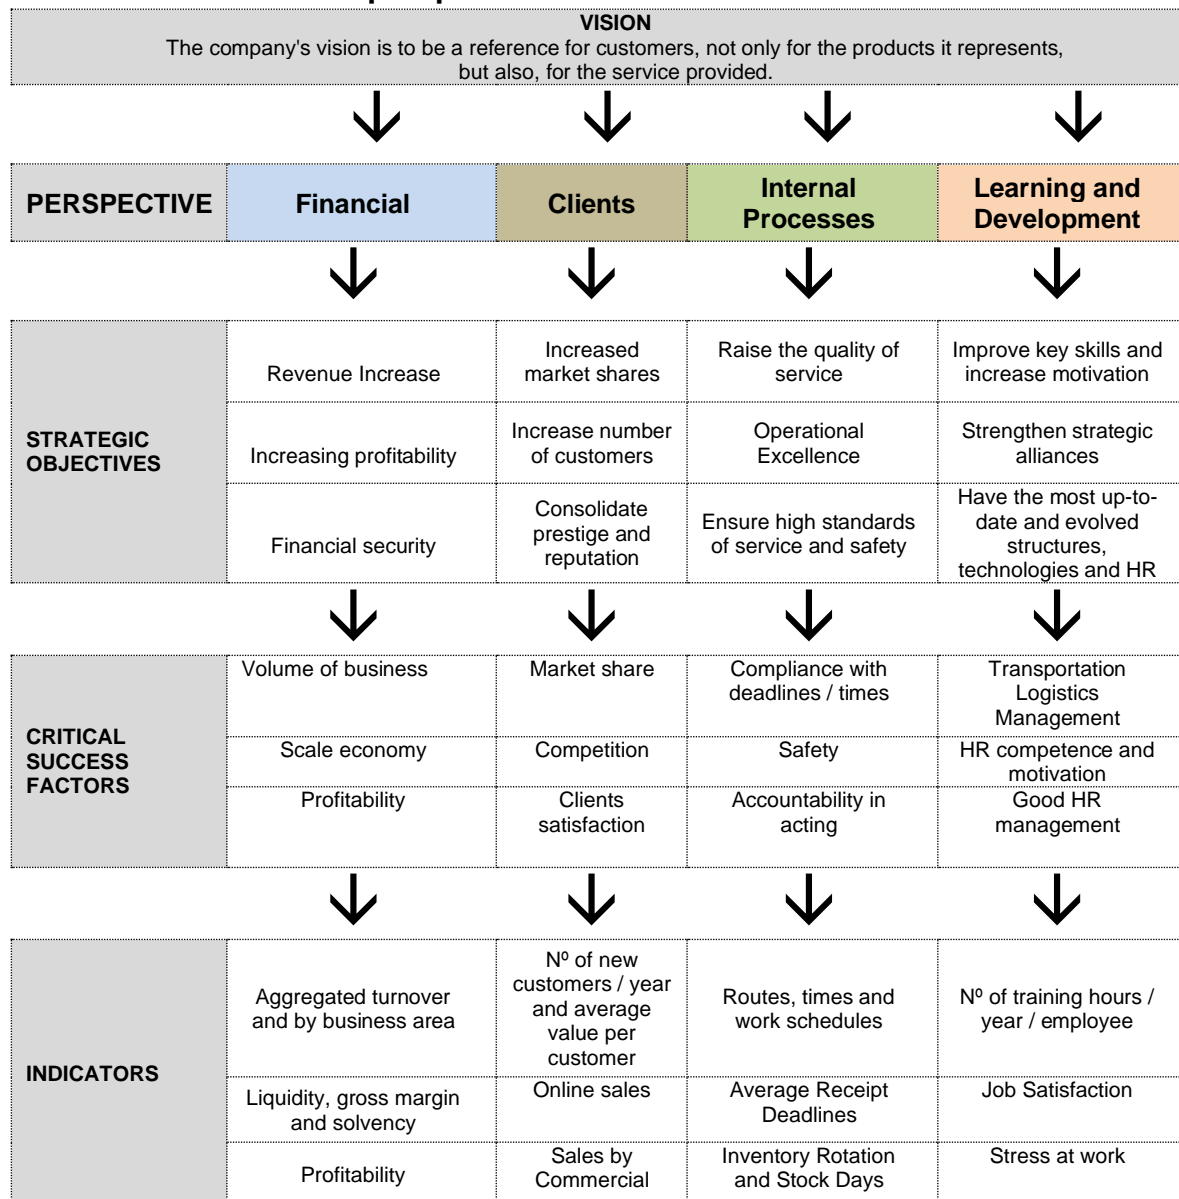 VISION
The company's vision is to be a reference for customers, not only for the products it represents,
but also, for the service provided.
PERSPECTIVE
Financial
Clients
Internal
Processes
Learning and
Development
STRATEGIC
OBJECTIVES
Revenue Increase
Increased
market shares
Raise the quality of
service
Improve key skills and
increase motivation
Increasing profitability
Increase number
of customers
Operational
Excellence
Strengthen strategic
alliances
Financial security
Consolidate
prestige and
reputation
Ensure high standards
of service and safety
Have the most up-to-
date and evolved
structures,
technologies and HR
CRITICAL
SUCCESS
FACTORS
Volume of business
Market share
Compliance with
deadlines / times
Transportation
Logistics
Management
Scale economy
Competition
Safety
HR competence and
motivation
Profitability
Clients
satisfaction
Accountability in
acting
Good HR
management
INDICATORS
Aggregated turnover
and by business area
Nº of new
customers / year
and average
value per
customer
Routes, times and
work schedules
Nº of training hours /
year / employee
Liquidity, gross margin
and solvency
Online sales
Average Receipt
Deadlines
Job Satisfaction
Profitability
Sales by
Commercial
Inventory Rotation
and Stock Days
Stress at work